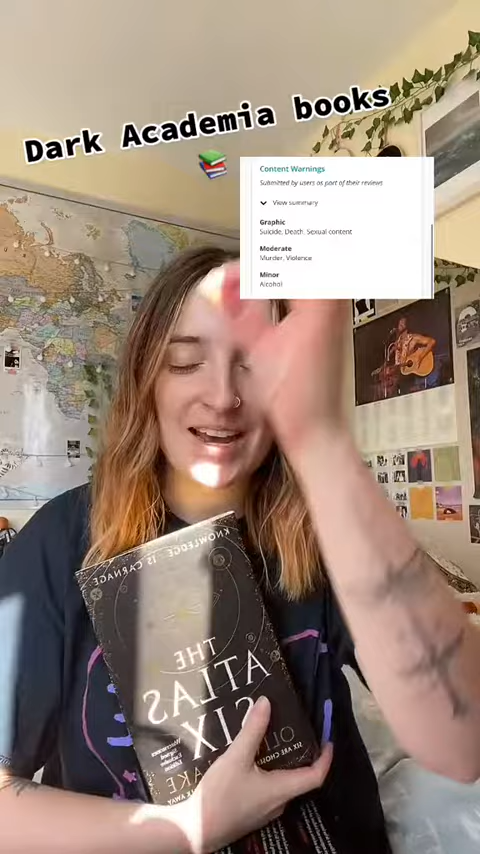 Dark Academia books
Content Warnings
Submitted by users as part of their reviews
View summary
Graphic
Suicide, Death, Sexual content
Moderate
Murder, Violence
Minor
Alcohol
KNOWLEDGE IS CARNAGE
THE
ATLAS
SIX